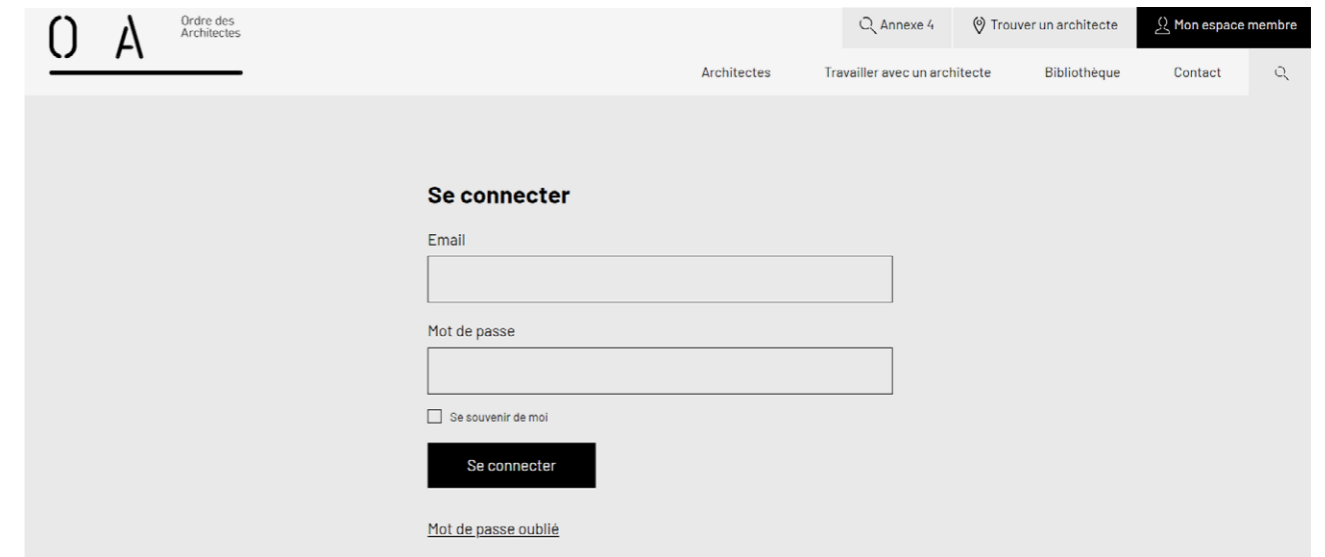 O A
Ordre des
Architectes
Annexe 4
Trouver un architecte
Mon espace membre
Architectes
Travailler avec un architecte
Bibliothèque
Contact
Se connecter
Email
Mot de passe
Se souvenir de moi
Se connecter
Mot de passe oublié